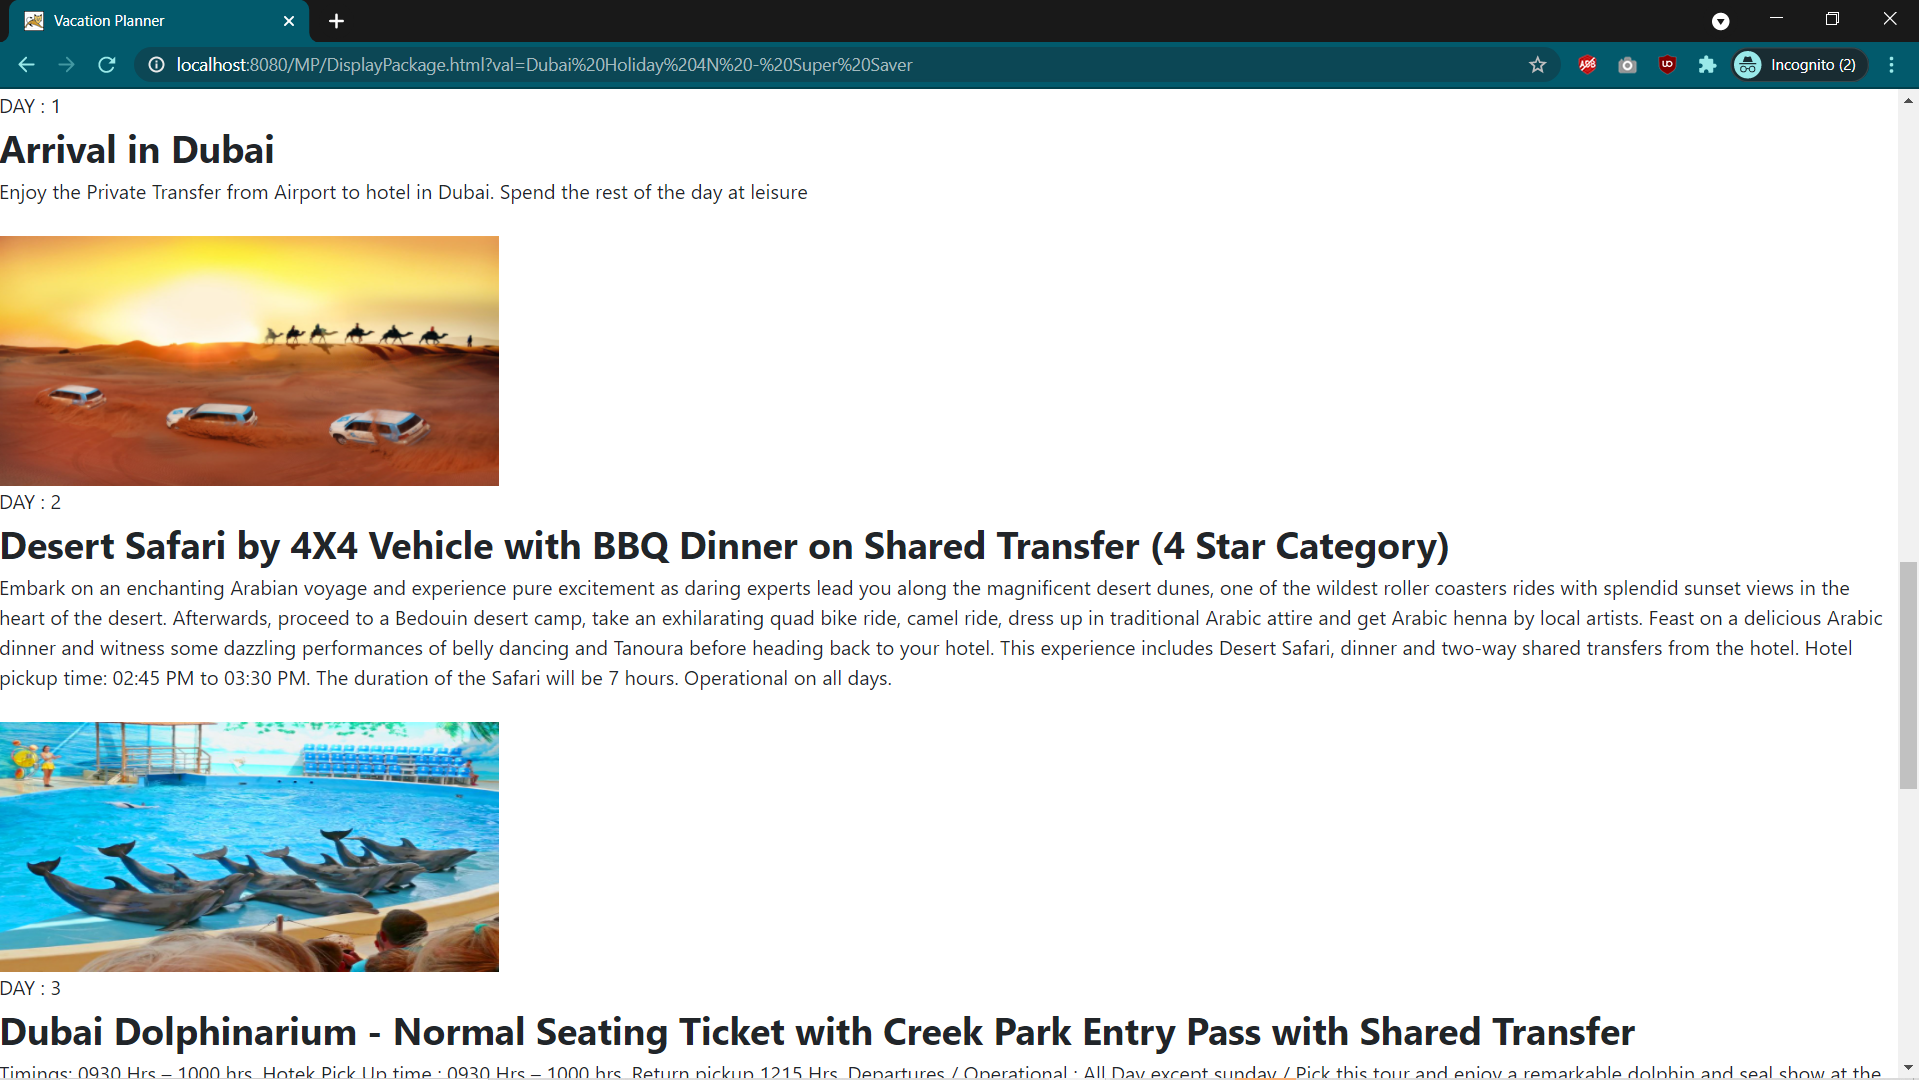 Vacation Planner
localhost:8080/MP/DisplayPackage.html?val=Dubai%20Holiday%204N%20-%20Super%20Saver
Incognito (2)
DAY : 1
Arrival in Dubai
Enjoy the Private Transfer from Airport to hotel in Dubai. Spend the rest of the day at leisure
DAY : 2
Desert Safari by 4X4 Vehicle with BBQ Dinner on Shared Transfer (4 Star Category)
Embark on an enchanting Arabian voyage and experience pure excitement as daring experts lead you along the magnificent desert dunes, one of the wildest roller coasters rides with splendid sunset views in the
heart of the desert. Afterwards, proceed to a Bedouin desert camp, take an exhilarating quad bike ride, camel ride, dress up in traditional Arabic attire and get Arabic henna by local artists. Feast on a delicious Arabic
dinner and witness some dazzling performances of belly dancing and Tanoura before heading back to your hotel. This experience includes Desert Safari, dinner and two-way shared transfers from the hotel. Hotel
pickup time: 02:45 PM to 03:30 PM. The duration of the Safari will be 7 hours. Operational on all days.
DAY : 3
Dubai Dolphinarium - Normal Seating Ticket with Creek Park Entry Pass with Shared Transfer
Timings: 0930 Hrs – 1000 hrs. Hotek Pick Up time : 0930 Hrs – 1000 hrs. Return pickup 1215 Hrs. Departures / Operational : All Day except sunday / Pick this tour and enjoy a remarkable dolphin and seal show at the